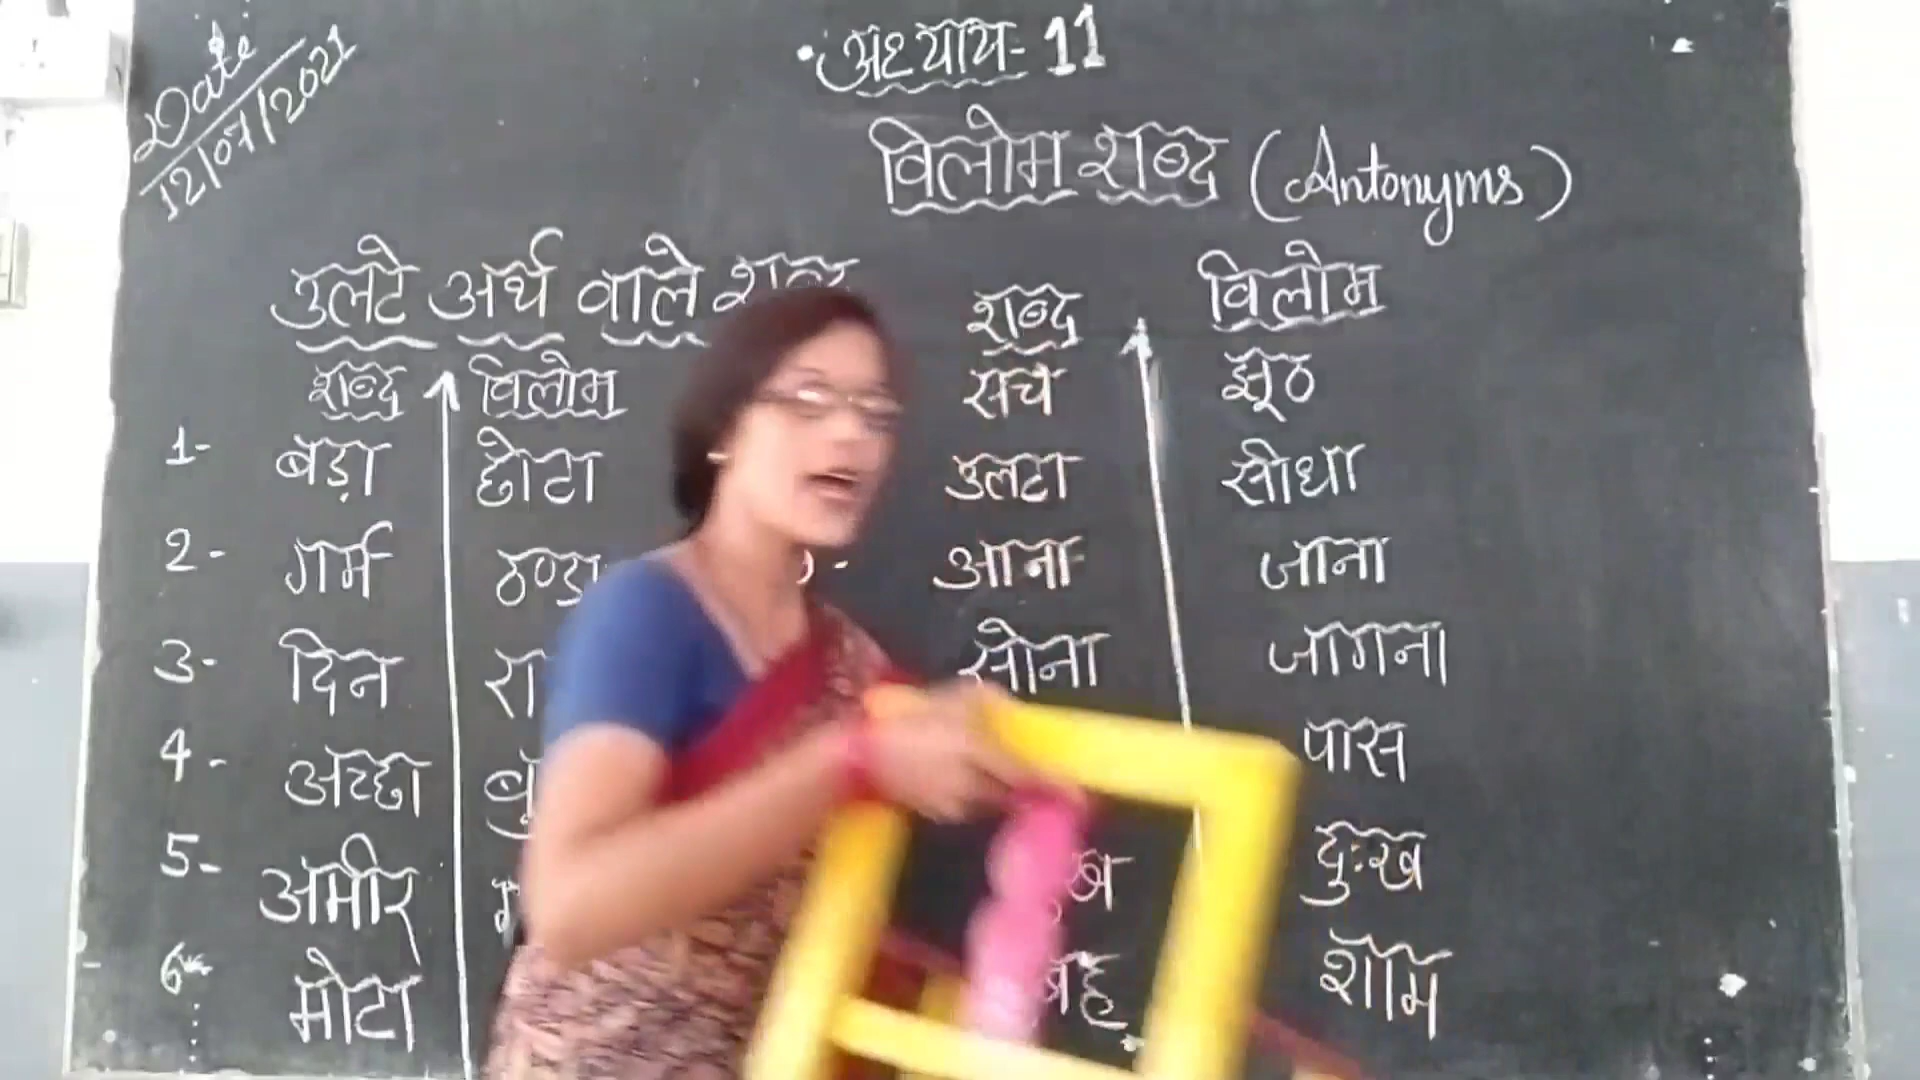 Date
12/07/2021
अध्याय- 11
विलोम शब्द (Antonyms)
उलटे अर्थ वाले
शब्द विलोम
1- बड़ा छोटा
2- गर्म ठण्डा
3- दिन
4- अच्छा
5- अमीर
6- मोटा
शब्द विलोम
सच झूठ
उलटा सीधा
आना जाना
सोना जागना
पास
दुःख
शाम